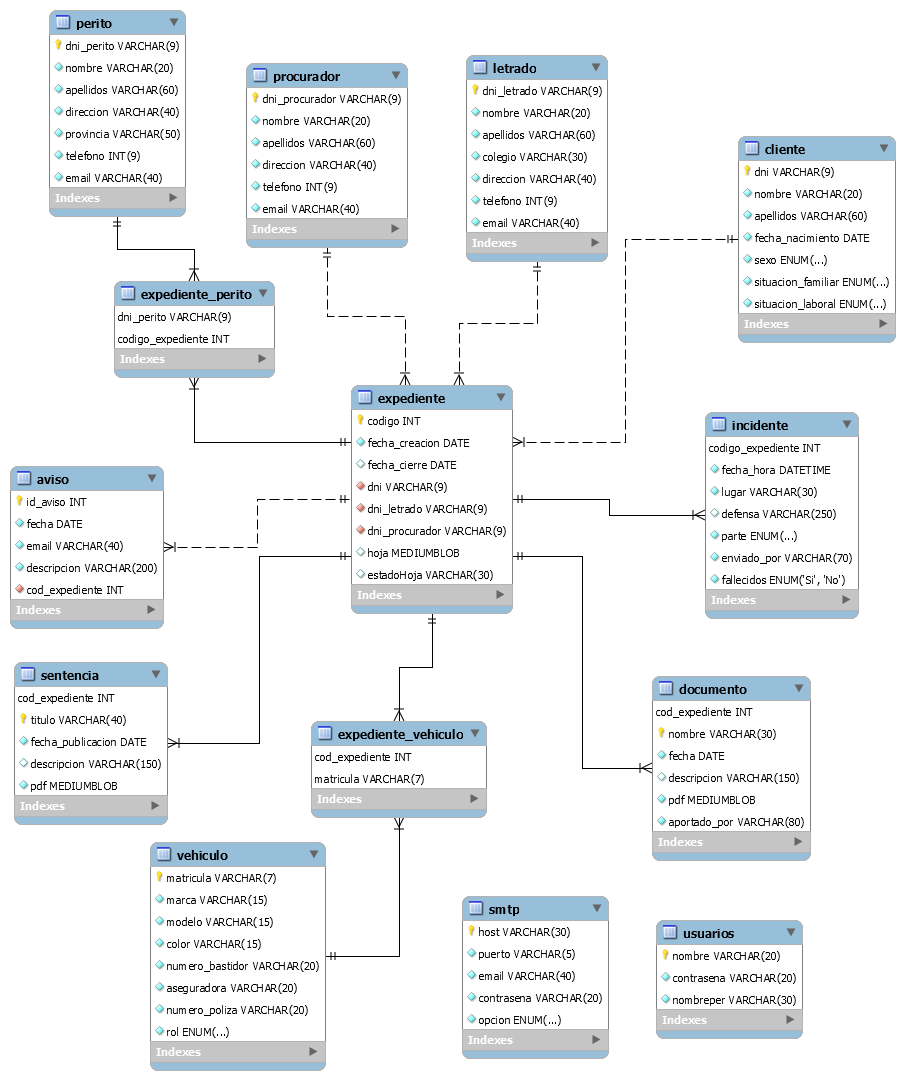 perito
dni_perito VARCHAR(9)
nombre VARCHAR(20)
apellidos VARCHAR(60)
direccion VARCHAR(40)
provincia VARCHAR(50)
telefono INT(9)
email VARCHAR(40)
Indexes
procurador
dni_procurador VARCHAR(9)
nombre VARCHAR(20)
apellidos VARCHAR(60)
direccion VARCHAR(40)
telefono INT(9)
email VARCHAR(40)
Indexes
letrado
dni_letrado VARCHAR(9)
nombre VARCHAR(20)
apellidos VARCHAR(60)
colegio VARCHAR(30)
direccion VARCHAR(40)
telefono INT(9)
email VARCHAR(40)
Indexes
cliente
dni VARCHAR(9)
nombre VARCHAR(20)
apellidos VARCHAR(60)
fecha_nacimiento DATE
sexo ENUM(...)
situacion_familiar ENUM(...)
situacion_laboral ENUM(...)
Indexes
expediente_perito
dni_perito VARCHAR(9)
codigo_expediente INT
Indexes
expediente
codigo INT
fecha_creacion DATE
fecha_cierre DATE
dni VARCHAR(9)
dni_letrado VARCHAR(9)
dni_procurador VARCHAR(9)
hoja MEDIUMBLOB
estadoHoja VARCHAR(30)
Indexes
incidente
codigo_expediente INT
fecha_hora DATETIME
lugar VARCHAR(30)
defensa VARCHAR(250)
parte ENUM(...)
enviado_por VARCHAR(70)
fallecidos ENUM('Si', 'No')
Indexes
aviso
id_aviso INT
fecha DATE
email VARCHAR(40)
descripcion VARCHAR(200)
cod_expediente INT
Indexes
sentencia
cod_expediente INT
titulo VARCHAR(40)
fecha_publicacion DATE
descripcion VARCHAR(150)
pdf MEDIUMBLOB
Indexes
expediente_vehiculo
cod_expediente INT
matricula VARCHAR(7)
Indexes
documento
cod_expediente INT
nombre VARCHAR(30)
fecha DATE
descripcion VARCHAR(150)
pdf MEDIUMBLOB
aportado_por VARCHAR(80)
Indexes
vehiculo
matricula VARCHAR(7)
marca VARCHAR(15)
modelo VARCHAR(15)
color VARCHAR(15)
numero_bastidor VARCHAR(20)
aseguradora VARCHAR(20)
numero_poliza VARCHAR(20)
rol ENUM(...)
Indexes
smtp
host VARCHAR(30)
puerto VARCHAR(5)
email VARCHAR(40)
contrasena VARCHAR(20)
opcion ENUM(...)
Indexes
usuarios
nombre VARCHAR(20)
contrasena VARCHAR(20)
nombreper VARCHAR(30)
Indexes